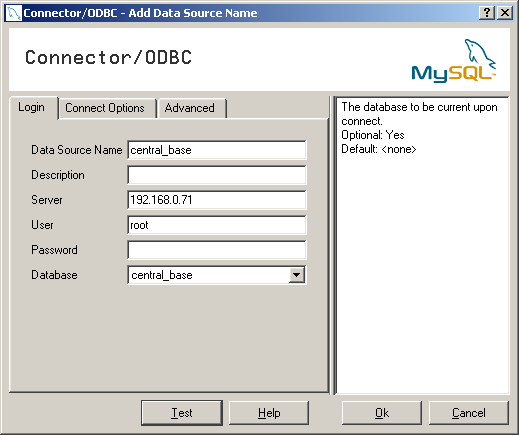 Connector/ODBC - Add Data Source Name
Connector/ODBC
MySQL
Login
Connect Options
Advanced
Data Source Name central_base
Description
Server 192.168.0.71
User root
Password
Database central_base
The database to be current upon
connect.
Optional: Yes
Default: <none>
Test
Help
Ok
Cancel